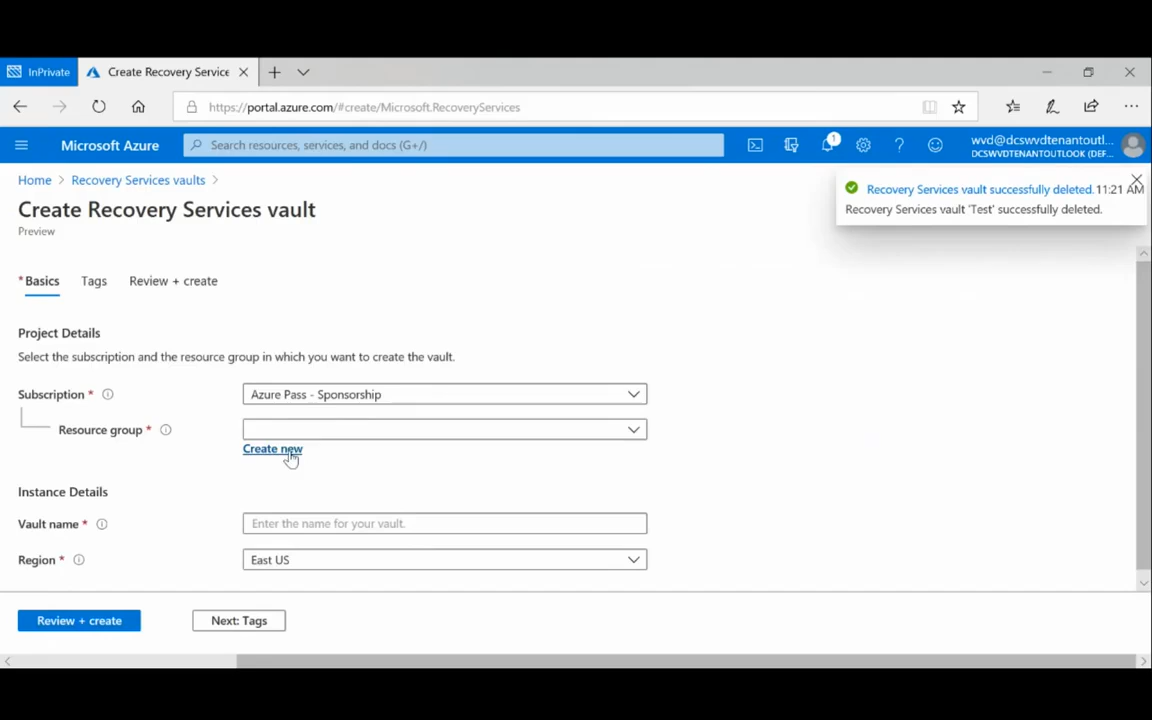 InPrivate
Create Recovery Service
https://portal.azure.com/#create/Microsoft.RecoveryServices
Microsoft Azure
Search resources, services, and docs (G+/)
1
wvd@dcswvdtenantoutl...
DCSWVDTENANTOUTLOOK (DEF...
Home > Recovery Services vaults >
Create Recovery Services vault
Preview
Recovery Services vault successfully deleted. 11:21 AM
Recovery Services vault 'Test' successfully deleted.
* Basics Tags Review + create
Project Details
Select the subscription and the resource group in which you want to create the vault.
Subscription * Azure Pass - Sponsorship
Resource group *
Create new
Instance Details
Vault name * Enter the name for your vault.
Region * East US
Review + create Next: Tags